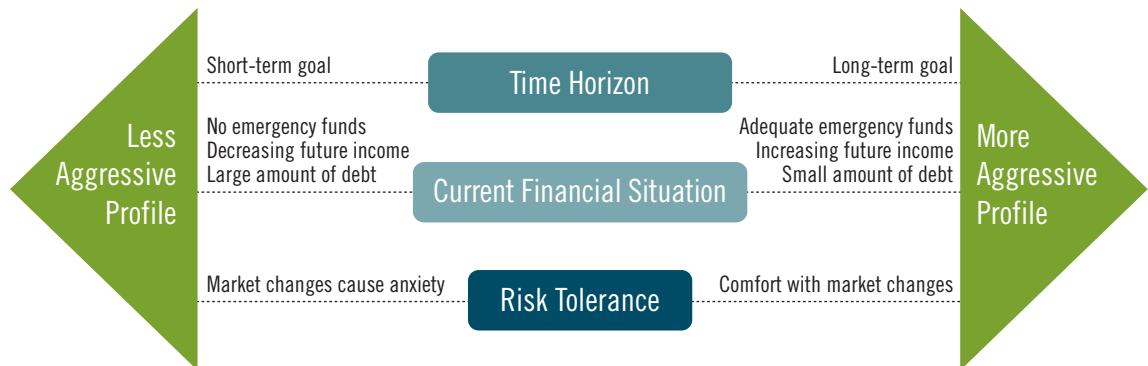 Less
Aggressive
Profile
Short-term goal
Time Horizon
Long-term goal
No emergency funds
Decreasing future income
Large amount of debt
Current Financial Situation
Adequate emergency funds
Increasing future income
Small amount of debt
Market changes cause anxiety
Risk Tolerance
Comfort with market changes
More
Aggressive
Profile